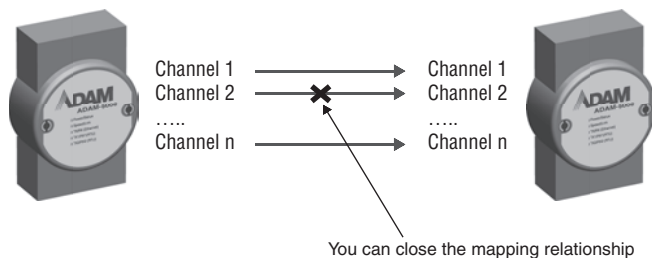 ADAM
Channel 1
Channel 2
.....
Channel n
Channel 1
Channel 2
.....
Channel n
ADAM
You can close the mapping relationship